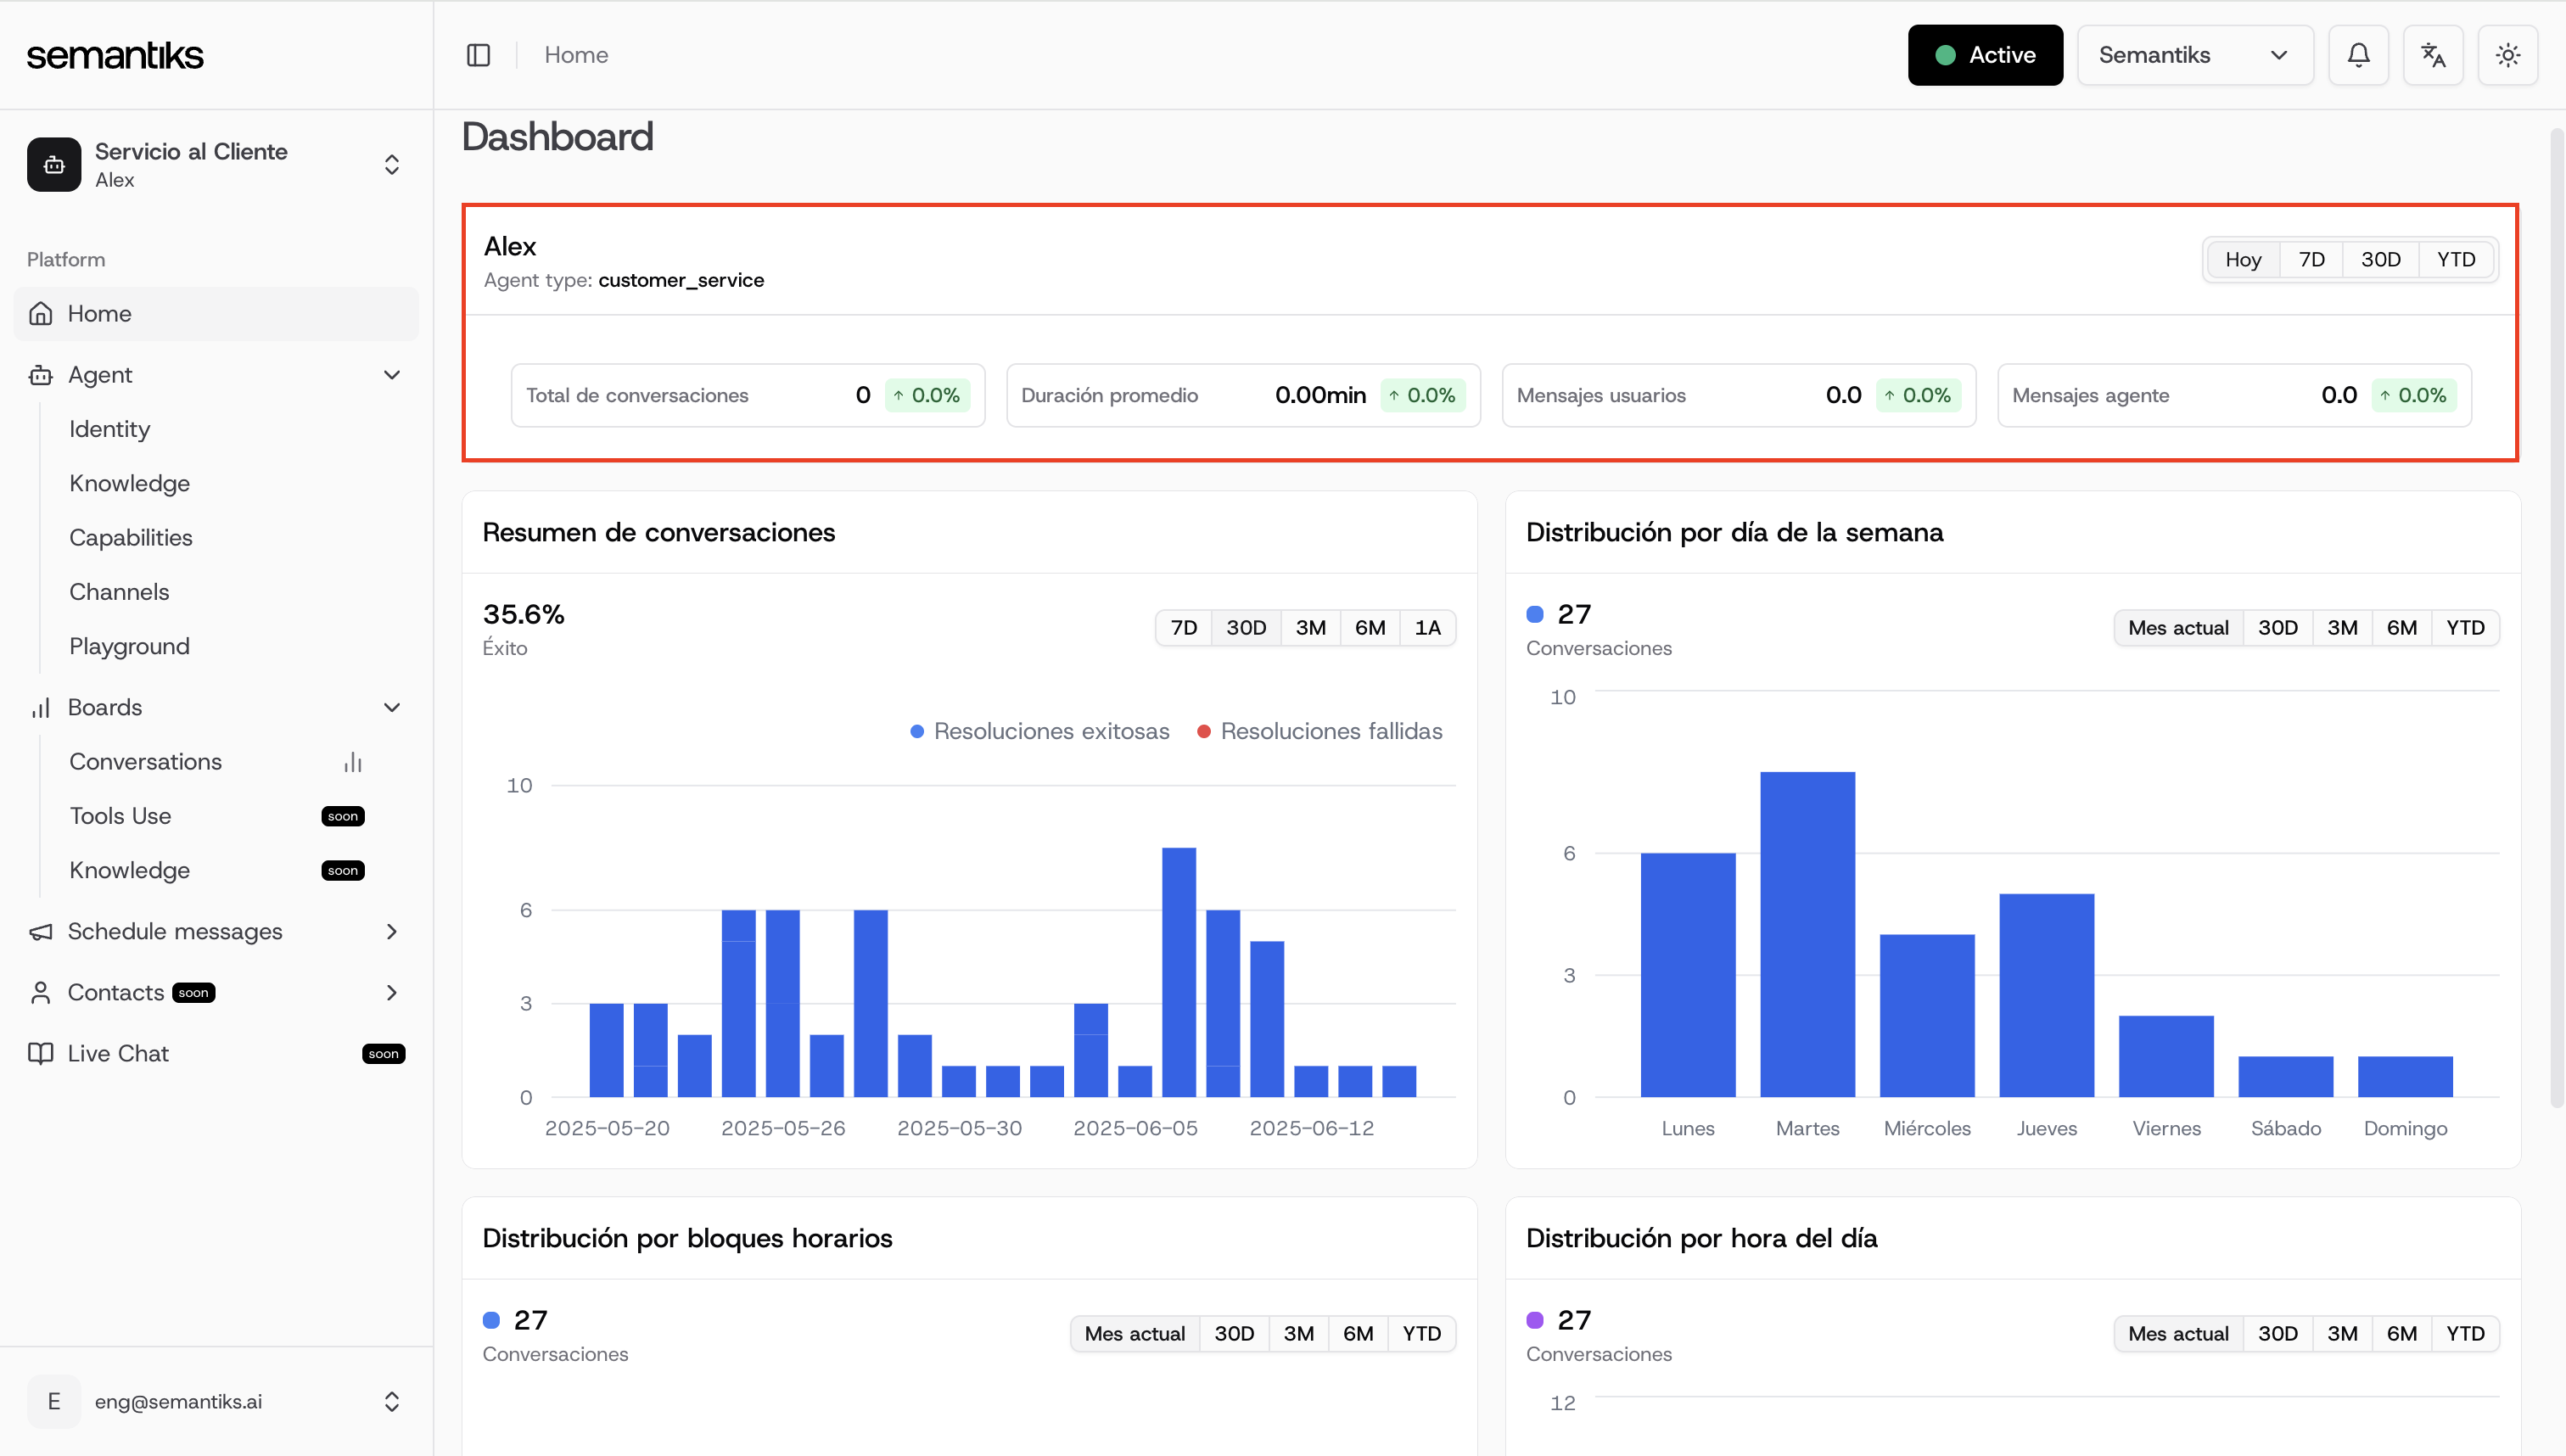 semantiks
Home
Active
Semantiks
Servicio al Cliente
Alex
Platform
Home
Agent
Identity
Knowledge
Capabilities
Channels
Playground
Boards
Conversations
Tools Use soon
Knowledge soon
Schedule messages
Contacts soon
Live Chat soon
E eng@semantiks.ai
Dashboard
Alex
Agent type: customer_service
Hoy 7D 30D YTD
Total de conversaciones 0 ↑ 0.0%
Duración promedio 0.00min ↑ 0.0%
Mensajes usuarios 0.0 ↑ 0.0%
Mensajes agente 0.0 ↑ 0.0%
Resumen de conversaciones
35.6%
Éxito
7D 30D 3M 6M 1A
Resoluciones exitosas Resoluciones fallidas
10
6
3
0
2025-05-20 2025-05-26 2025-05-30 2025-06-05 2025-06-12
Distribución por día de la semana
27
Conversaciones
Mes actual 30D 3M 6M YTD
10
6
3
0
Lunes Martes Miércoles Jueves Viernes Sábado Domingo
Distribución por bloques horarios
27
Conversaciones
Mes actual 30D 3M 6M YTD
Distribución por hora del día
27
Conversaciones
Mes actual 30D 3M 6M YTD
12